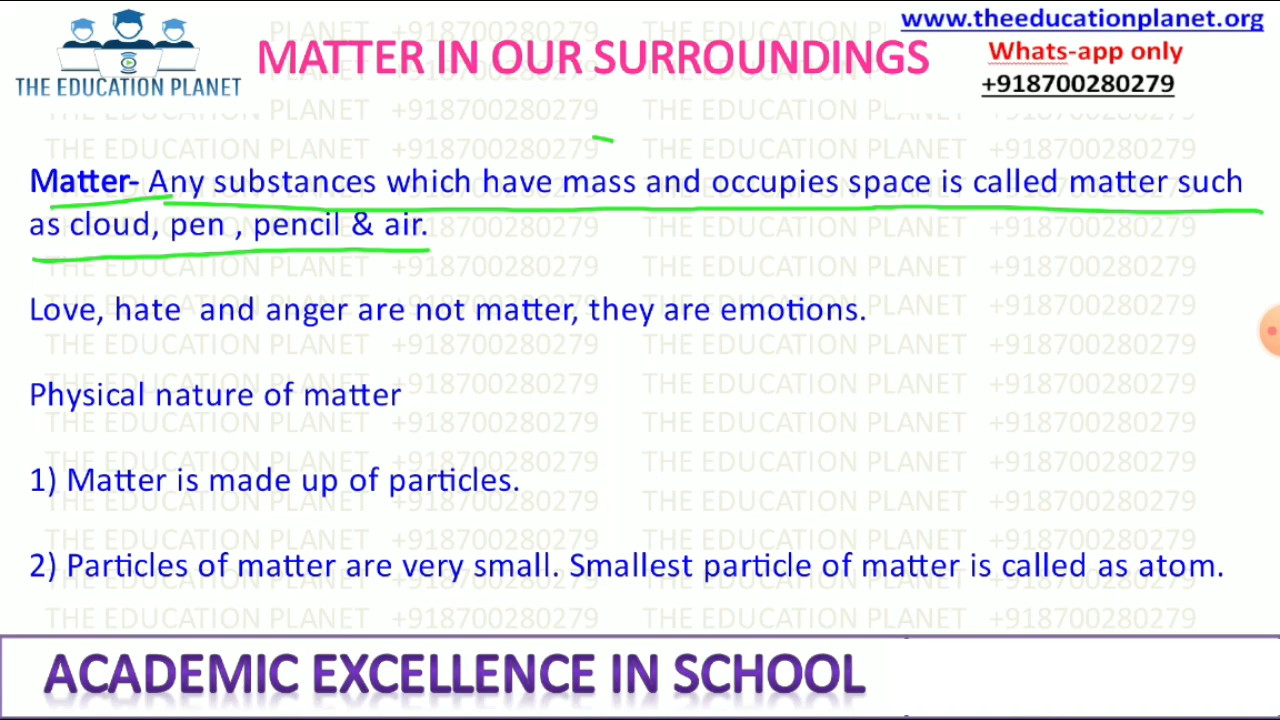 www.theeducationplanet.org
MATTER IN OUR SURROUNDINGS
Whats-app only
THE EDUCATION PLANET
+918700280279
Matter- Any substances which have mass and occupies space is called matter such
as cloud, pen , pencil & air.
Love, hate and anger are not matter, they are emotions.
Physical nature of matter
1) Matter is made up of particles.
2) Particles of matter are very small. Smallest particle of matter is called as atom.
ACADEMIC EXCELLENCE IN SCHOOL